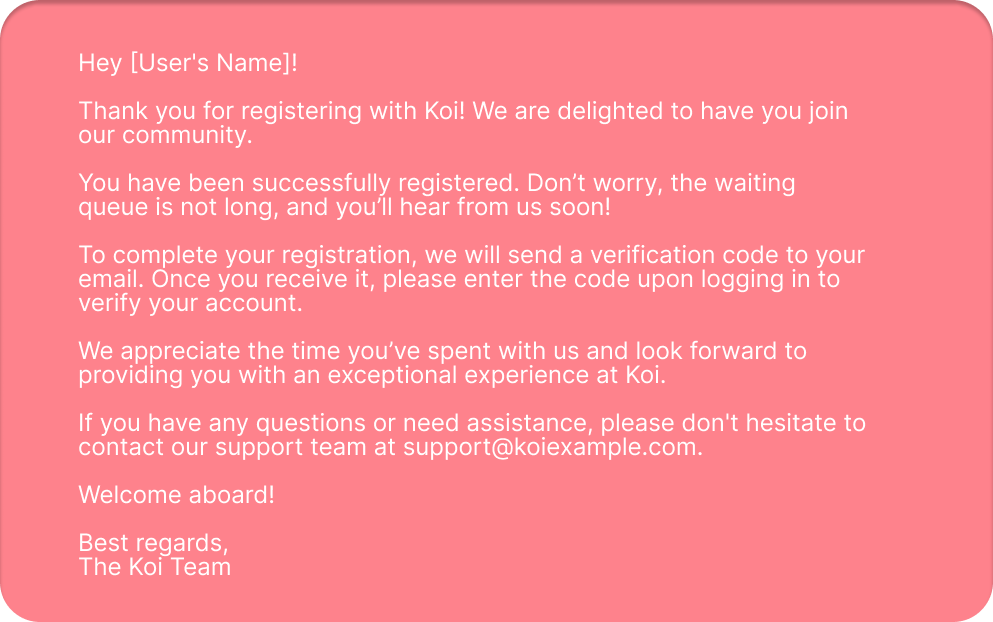 Hey [User's Name]!
Thank you for registering with Koi! We are delighted to have you join
our community.
You have been successfully registered. Don’t worry, the waiting
queue is not long, and you’ll hear from us soon!
To complete your registration, we will send a verification code to your
email. Once you receive it, please enter the code upon logging in to
verify your account.
We appreciate the time you’ve spent with us and look forward to
providing you with an exceptional experience at Koi.
If you have any questions or need assistance, please don't hesitate to
contact our support team at support@koiexample.com.
Welcome aboard!
Best regards,
The Koi Team